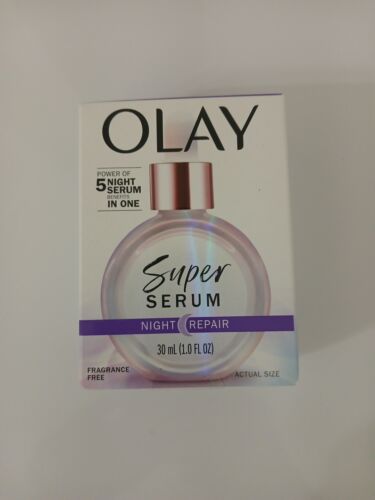 OLAY
POWER OF
5 NIGHT
SERUM
BENEFITS
IN ONE
Super
SERUM
NIGHT REPAIR
30 mL (1.0 FL OZ)
FRAGRANCE
FREE
ACTUAL SIZE